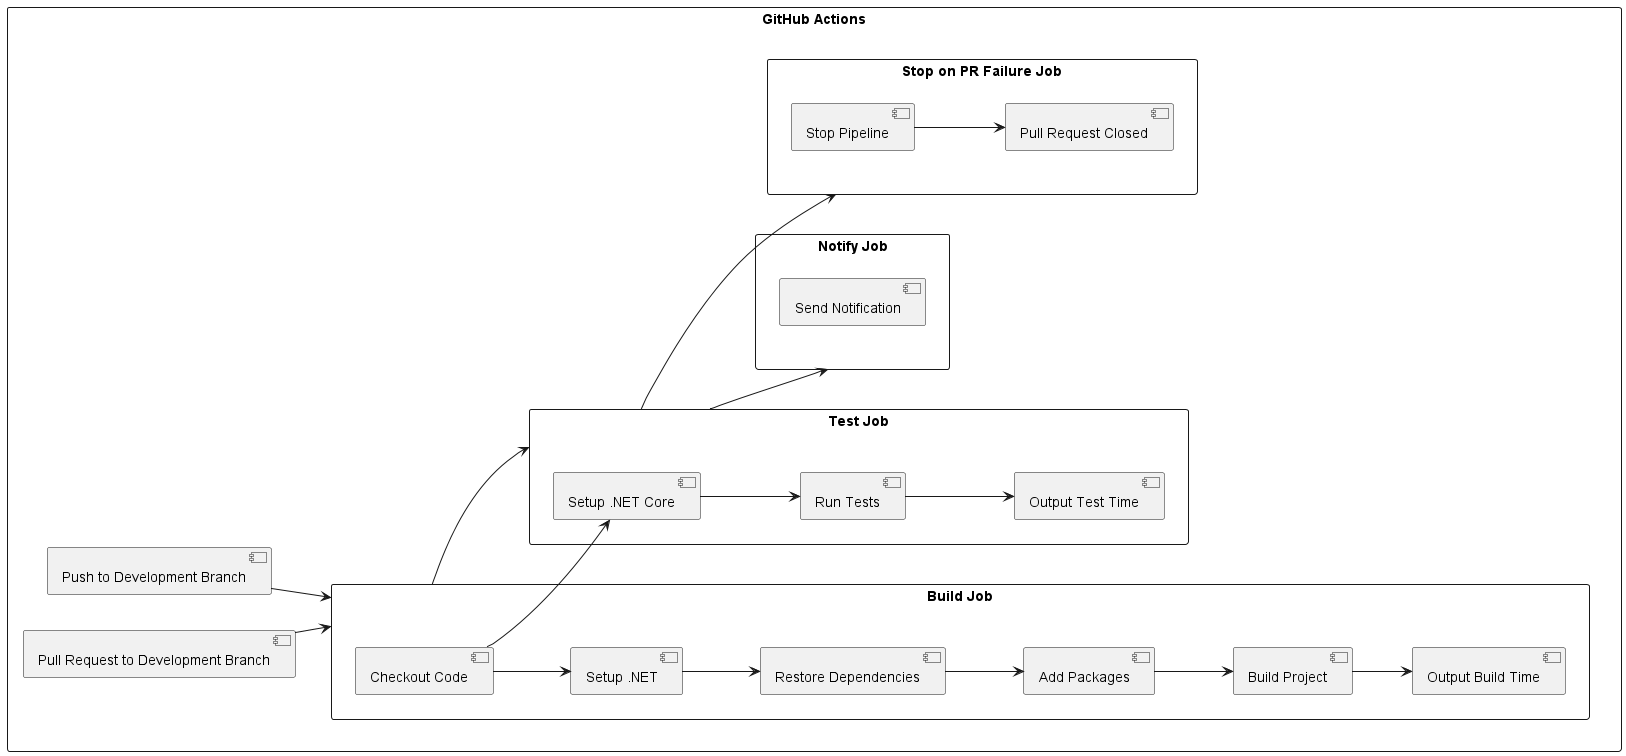 GitHub Actions
Stop on PR Failure Job
Stop Pipeline
Pull Request Closed
Notify Job
Send Notification
Test Job
Setup .NET Core
Run Tests
Output Test Time
Push to Development Branch
Pull Request to Development Branch
Build Job
Checkout Code
Setup .NET
Restore Dependencies
Add Packages
Build Project
Output Build Time